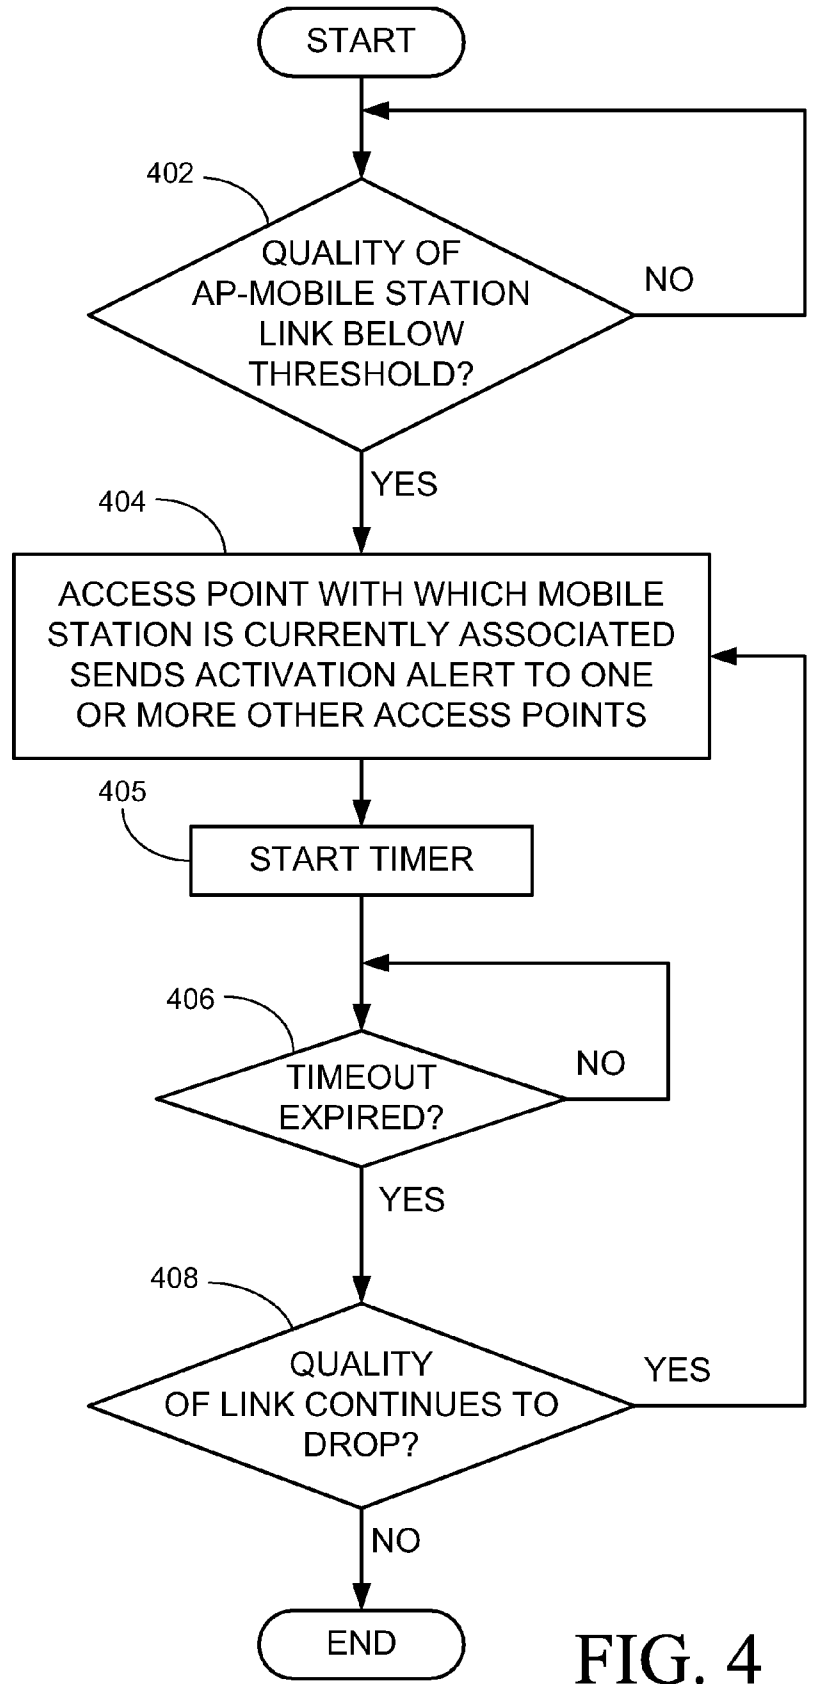 START
402
QUALITY OF
AP-MOBILE STATION
LINK BELOW
THRESHOLD?
NO
YES
404
ACCESS POINT WITH WHICH MOBILE
STATION IS CURRENTLY ASSOCIATED
SENDS ACTIVATION ALERT TO ONE
OR MORE OTHER ACCESS POINTS
405
START TIMER
406
TIMEOUT
EXPIRED?
NO
YES
408
QUALITY
OF LINK CONTINUES TO
DROP?
YES
NO
END
FIG. 4